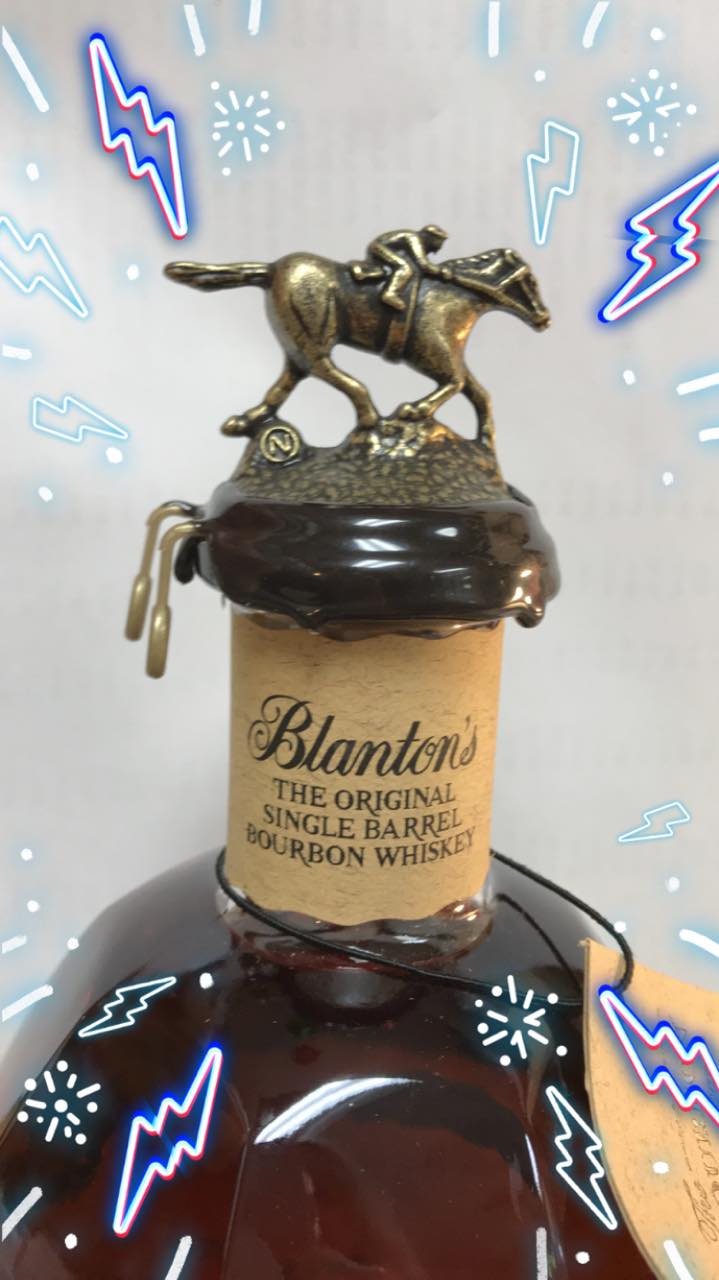 N
Blanton's
THE ORIGINAL
SINGLE BARREL
BOURBON WHISKEY